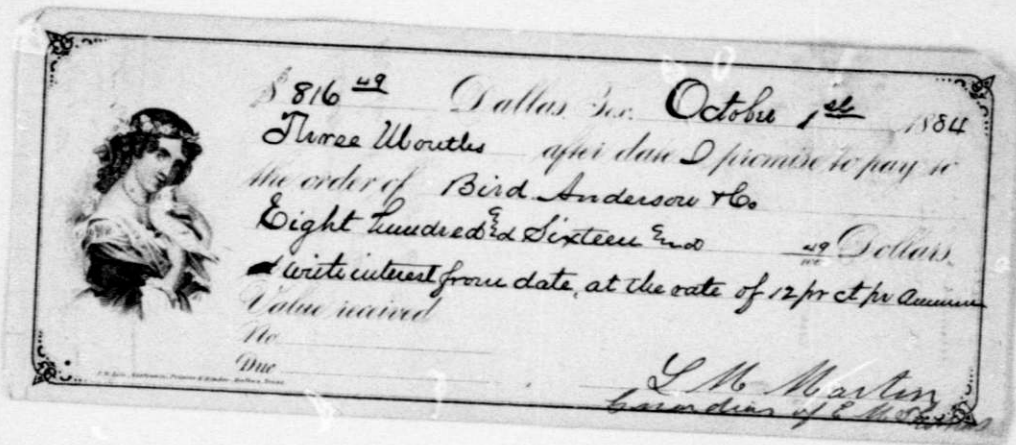 $ 816 49 Dallas, Tex. October 1st 1884
Three Months after date I promise to pay to
the order of Bird Anderson & Co
Eight hundred & Sixteen and 49/100 Dollars,
with interest from date, at the rate of 12 pr ct pr Annum
Value received
No
Due
L M Martin
Guardian of E M